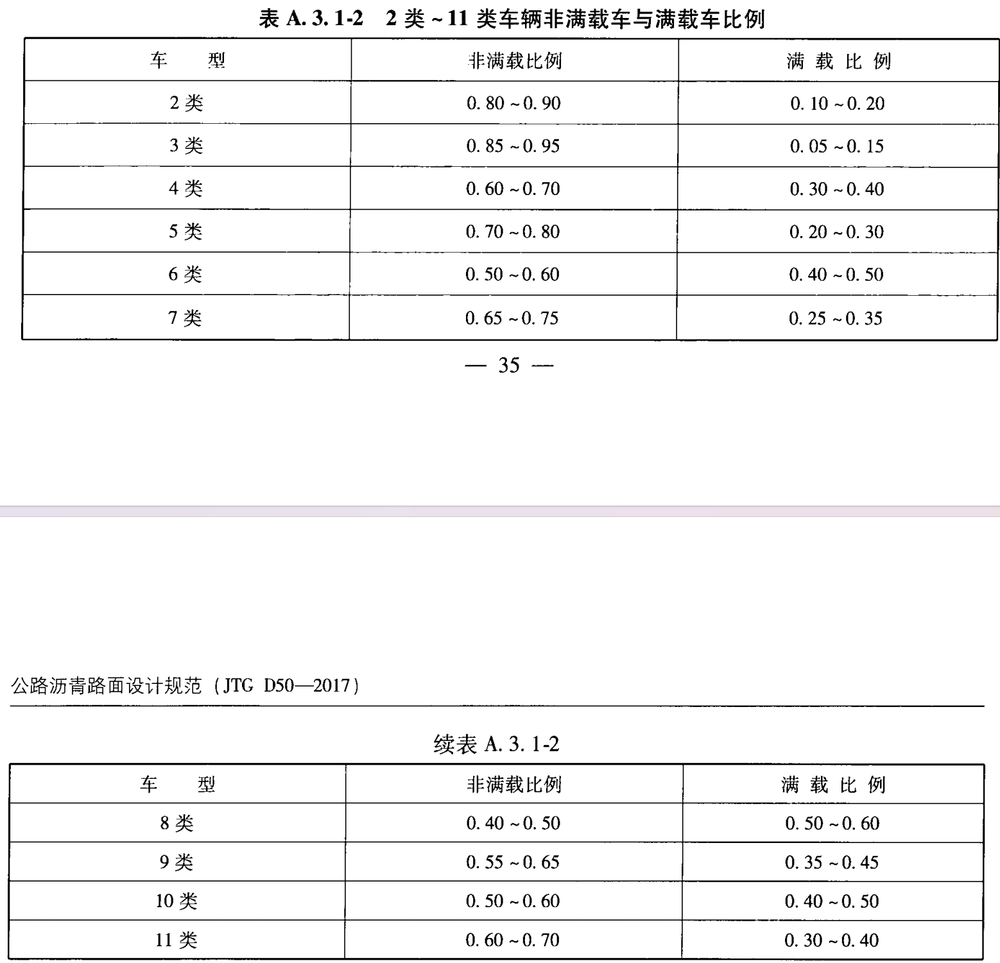 表 A. 3. 1-2 2 类 ~ 11 类车辆非满载车与满载车比例
车 型 非满载比例 满 载 比 例
2 类 0. 80 ~ 0. 90 0. 10 ~ 0. 20
3 类 0. 85 ~ 0. 95 0. 05 ~ 0. 15
4 类 0. 60 ~ 0. 70 0. 30 ~ 0. 40
5 类 0. 70 ~ 0. 80 0. 20 ~ 0. 30
6 类 0. 50 ~ 0. 60 0. 40 ~ 0. 50
7 类 0. 65 ~ 0. 75 0. 25 ~ 0. 35
— 35 —
公路沥青路面设计规范 (JTG D50—2017)
续表 A. 3. 1-2
车 型 非满载比例 满 载 比 例
8 类 0. 40 ~ 0. 50 0. 50 ~ 0. 60
9 类 0. 55 ~ 0. 65 0. 35 ~ 0. 45
10 类 0. 50 ~ 0. 60 0. 40 ~ 0. 50
11 类 0. 60 ~ 0. 70 0. 30 ~ 0. 40